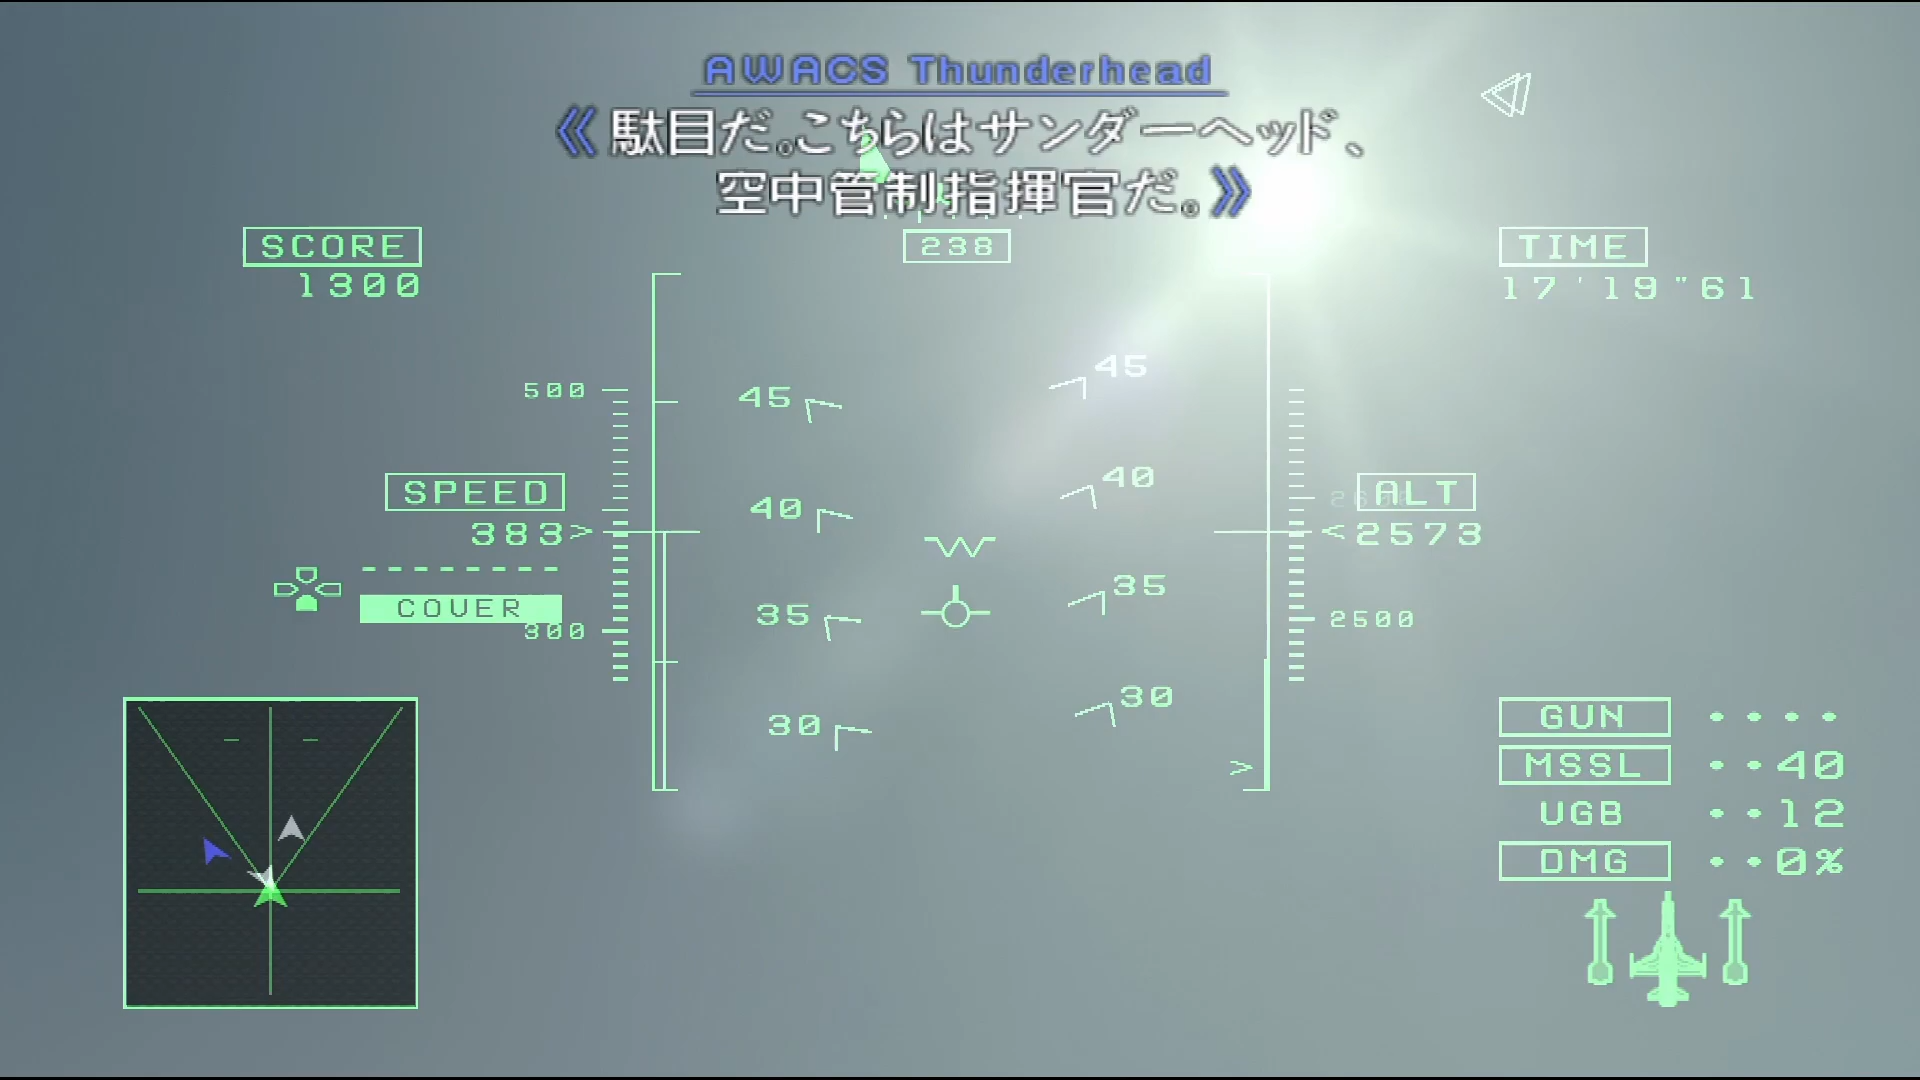 AWACS Thunderhead
《駄目だ。こちらはサンダーヘッド、
空中管制指揮官だ。》
SCORE
1300
238
TIME
17'19"61
500
45
45
40
40
SPEED
383>
ALT
<2573
COVER
300
35
35
2500
30
30
>
GUN
MSSL 40
UGB 12
DMG 0%